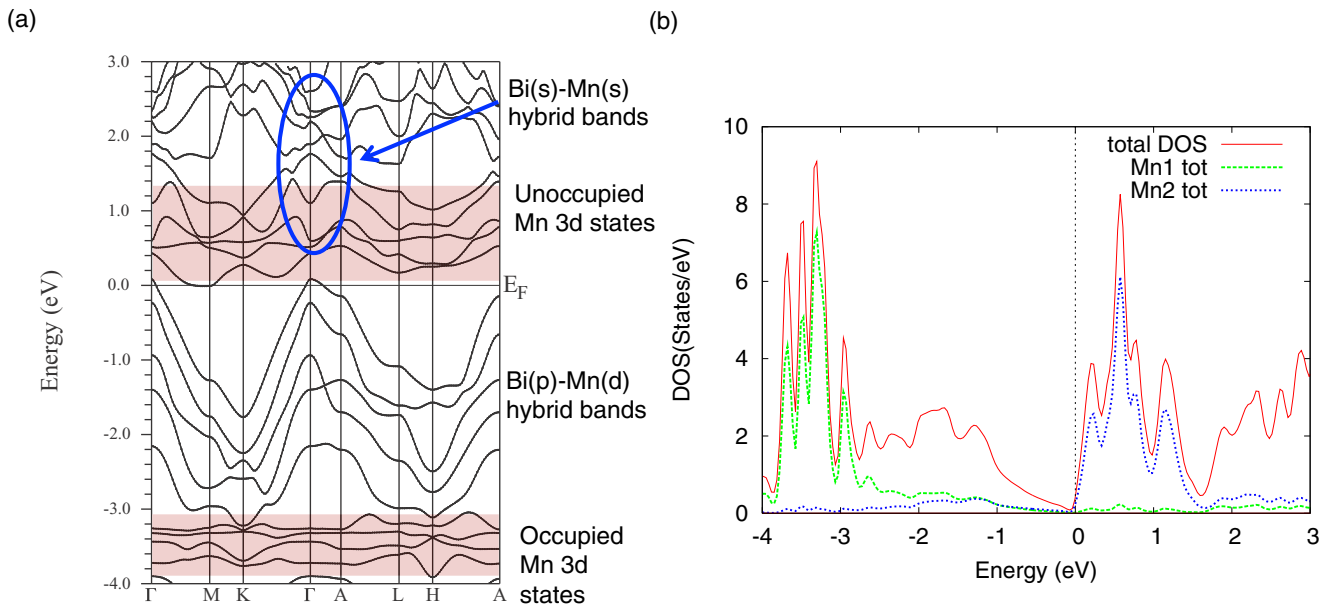 (a)
3.0
2.0
1.0
0.0
-1.0
-2.0
-3.0
-4.0
Energy (eV)
Γ M K Γ A L H A
E_F
Bi(s)-Mn(s)
hybrid bands
Unoccupied
Mn 3d states
Bi(p)-Mn(d)
hybrid bands
Occupied
Mn 3d
states
(b)
total DOS
Mn1 tot
Mn2 tot
10
8
6
4
2
0
DOS(States/eV)
-4 -3 -2 -1 0 1 2 3
Energy (eV)